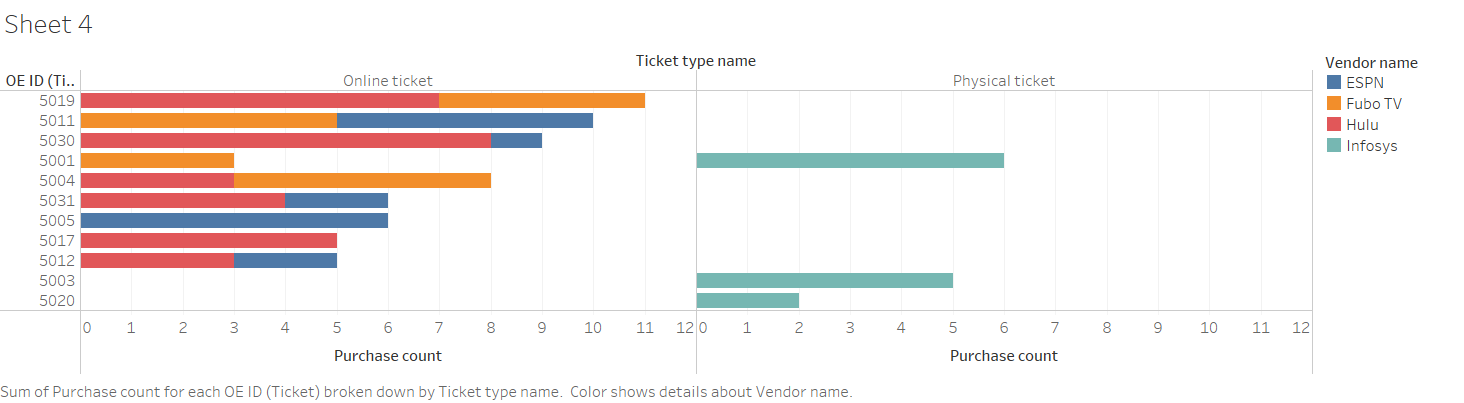 Sheet 4
Ticket type name
OE ID (Ti.. Online ticket Physical ticket
5019
5011
5030
5001
5004
5031
5005
5017
5012
5003
5020
0 1 2 3 4 5 6 7 8 9 10 11 12 0 1 2 3 4 5 6 7 8 9 10 11 12
Purchase count Purchase count
Sum of Purchase count for each OE ID (Ticket) broken down by Ticket type name.  Color shows details about Vendor name.
Vendor name
ESPN
Fubo TV
Hulu
Infosys